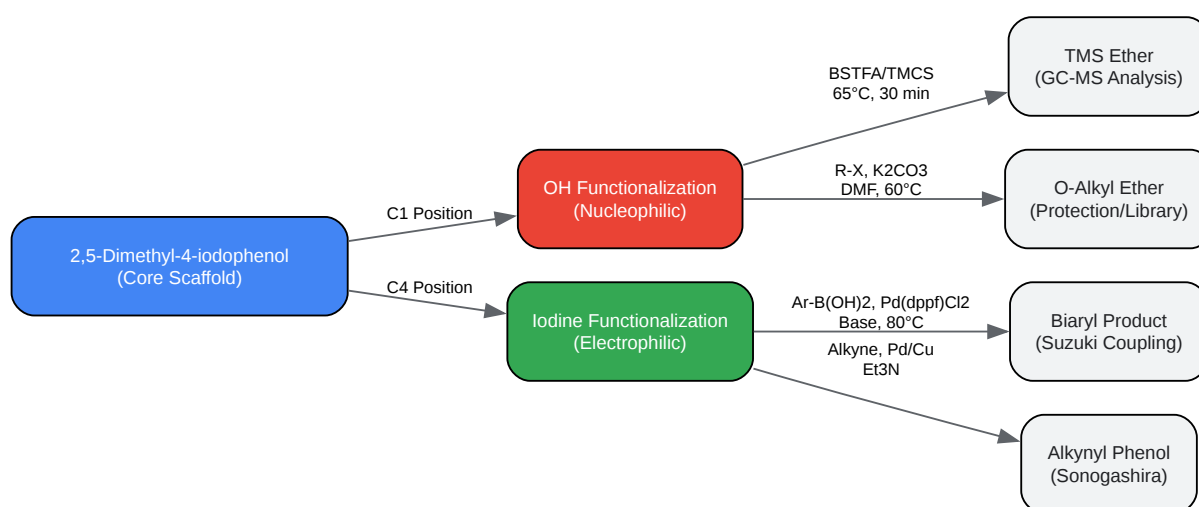 2,5-Dimethyl-4-iodophenol
(Core Scaffold)
C1 Position
C4 Position
OH Functionalization
(Nucleophilic)
Iodine Functionalization
(Electrophilic)
BSTFA/TMCS
65°C, 30 min
R-X, K2CO3
DMF, 60°C
Ar-B(OH)2, Pd(dppf)Cl2
Base, 80°C
Alkyne, Pd/Cu
Et3N
TMS Ether
(GC-MS Analysis)
O-Alkyl Ether
(Protection/Library)
Biaryl Product
(Suzuki Coupling)
Alkynyl Phenol
(Sonogashira)